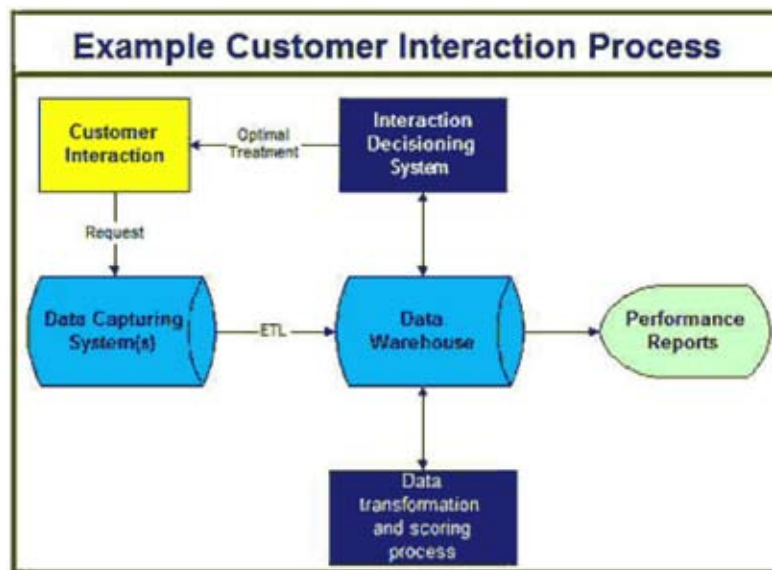 Example Customer Interaction Process
Customer
Interaction
Optimal
Treatment
Interaction
Decisioning
System
Request
Data Capturing
System(s)
ETL
Data
Warehouse
Performance
Reports
Data
transformation
and scoring
process